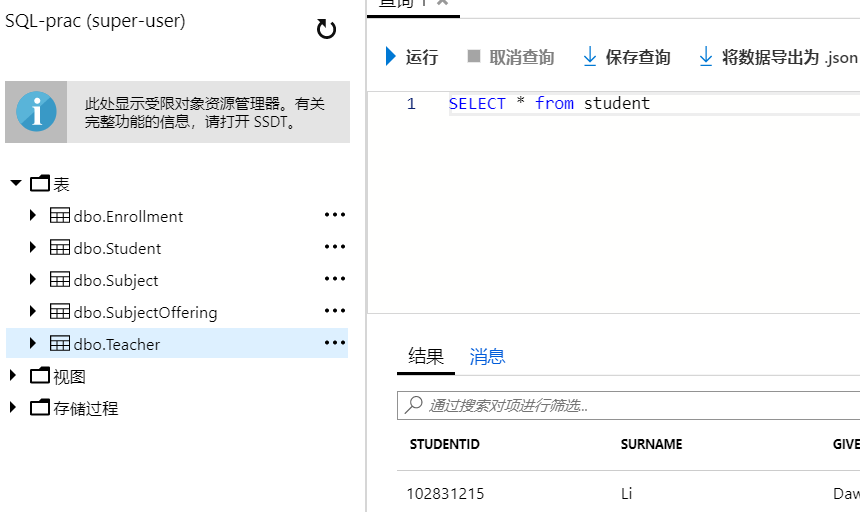 SQL-prac (super-user)
此处显示受限对象资源管理器。有关
完整功能的信息，请打开 SSDT。
表
dbo.Enrollment
dbo.Student
dbo.Subject
dbo.SubjectOffering
dbo.Teacher
视图
存储过程
查询 1
运行 取消查询 保存查询 将数据导出为 .json
1 SELECT * from student
结果 消息
通过搜索对项进行筛选...
STUDENTID SURNAME GIVE
102831215 Li Daw